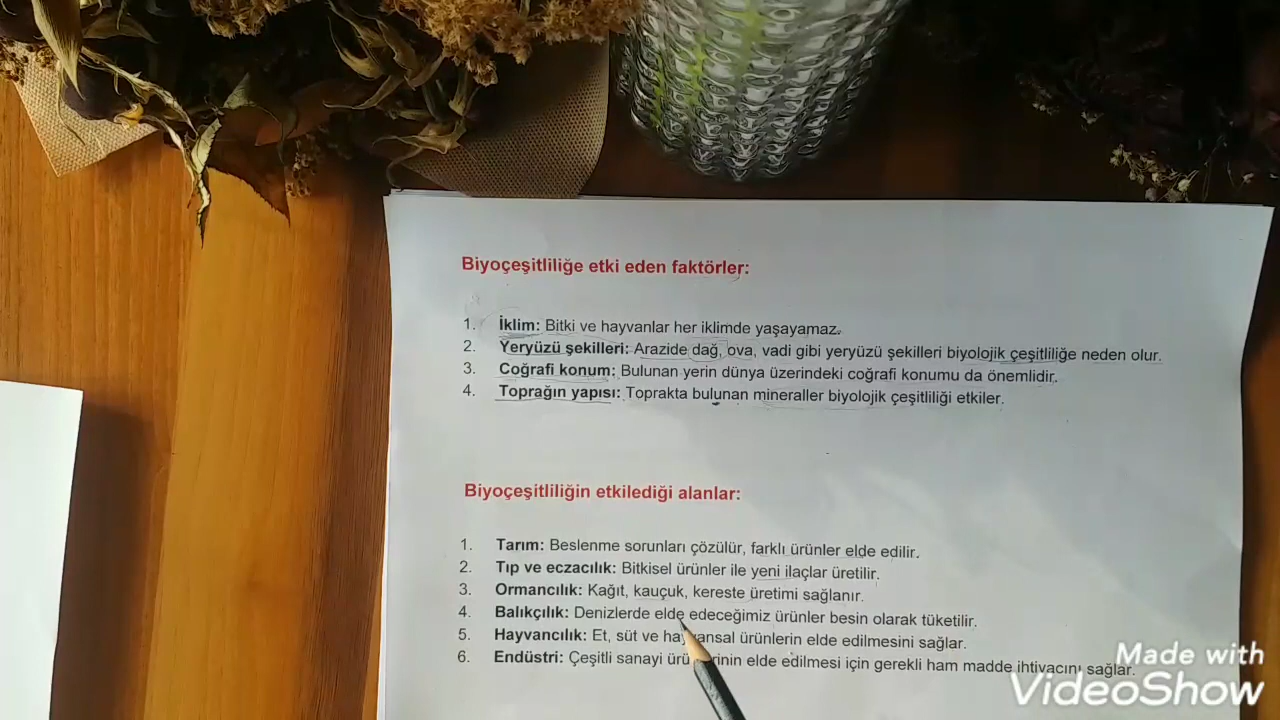 Biyoçeşitliliğe etki eden faktörler:
1. İklim: Bitki ve hayvanlar her iklimde yaşayamaz.
2. Yeryüzü şekilleri: Arazide dağ, ova, vadi gibi yeryüzü şekilleri biyolojik çeşitliliğe neden olur.
3. Coğrafi konum: Bulunan yerin dünya üzerindeki coğrafi konumu da önemlidir.
4. Toprağın yapısı: Toprakta bulunan mineraller biyolojik çeşitliliği etkiler.
Biyoçeşitliliğin etkilediği alanlar:
1. Tarım: Beslenme sorunları çözülür, farklı ürünler elde edilir.
2. Tıp ve eczacılık: Bitkisel ürünler ile yeni ilaçlar üretilir.
3. Ormancılık: Kağıt, kauçuk, kereste üretimi sağlanır.
4. Balıkçılık: Denizlerde elde edeceğimiz ürünler besin olarak tüketilir.
5. Hayvancılık: Et, süt ve hayvansal ürünlerin elde edilmesini sağlar.
6. Endüstri: Çeşitli sanayi ürünlerinin elde edilmesi için gerekli ham madde ihtivacını sağlar.
Made with
VideoShow